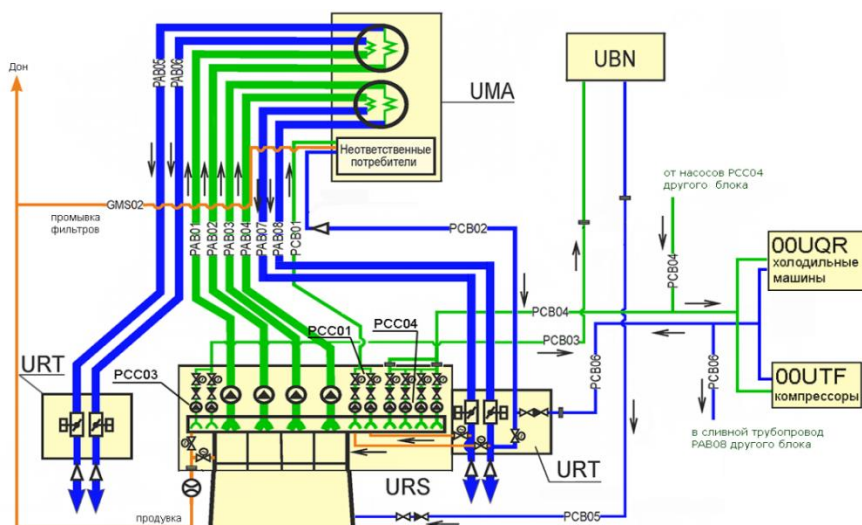 Дон
PAB05
PAB06
UMA
UBN
Неответственные
потребители
GMS02
промывка
фильтров
PAB01
PAB02
PAB03
PAB04
PAB07
PAB08
PCB01
PCB02
от насосов PCC04
другого блока
PCB04
00UQR
холодильные
машины
PCB04
PCB03
PCC01
PCC04
PCC03
URT
PCB06
PCB06
00UTF
компрессоры
в сливной трубопровод
PAB08 другого блока
URT
URS
PCB05
продувка